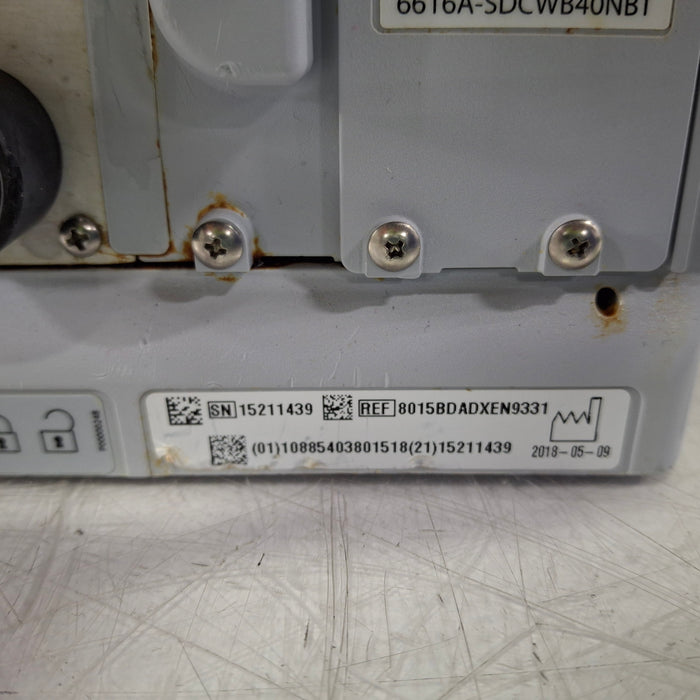 6616A-SDCWB40NB1
SN 15211439 REF 8015BDADXEN9331
(01)10885403801518(21)15211439
2018-05-09